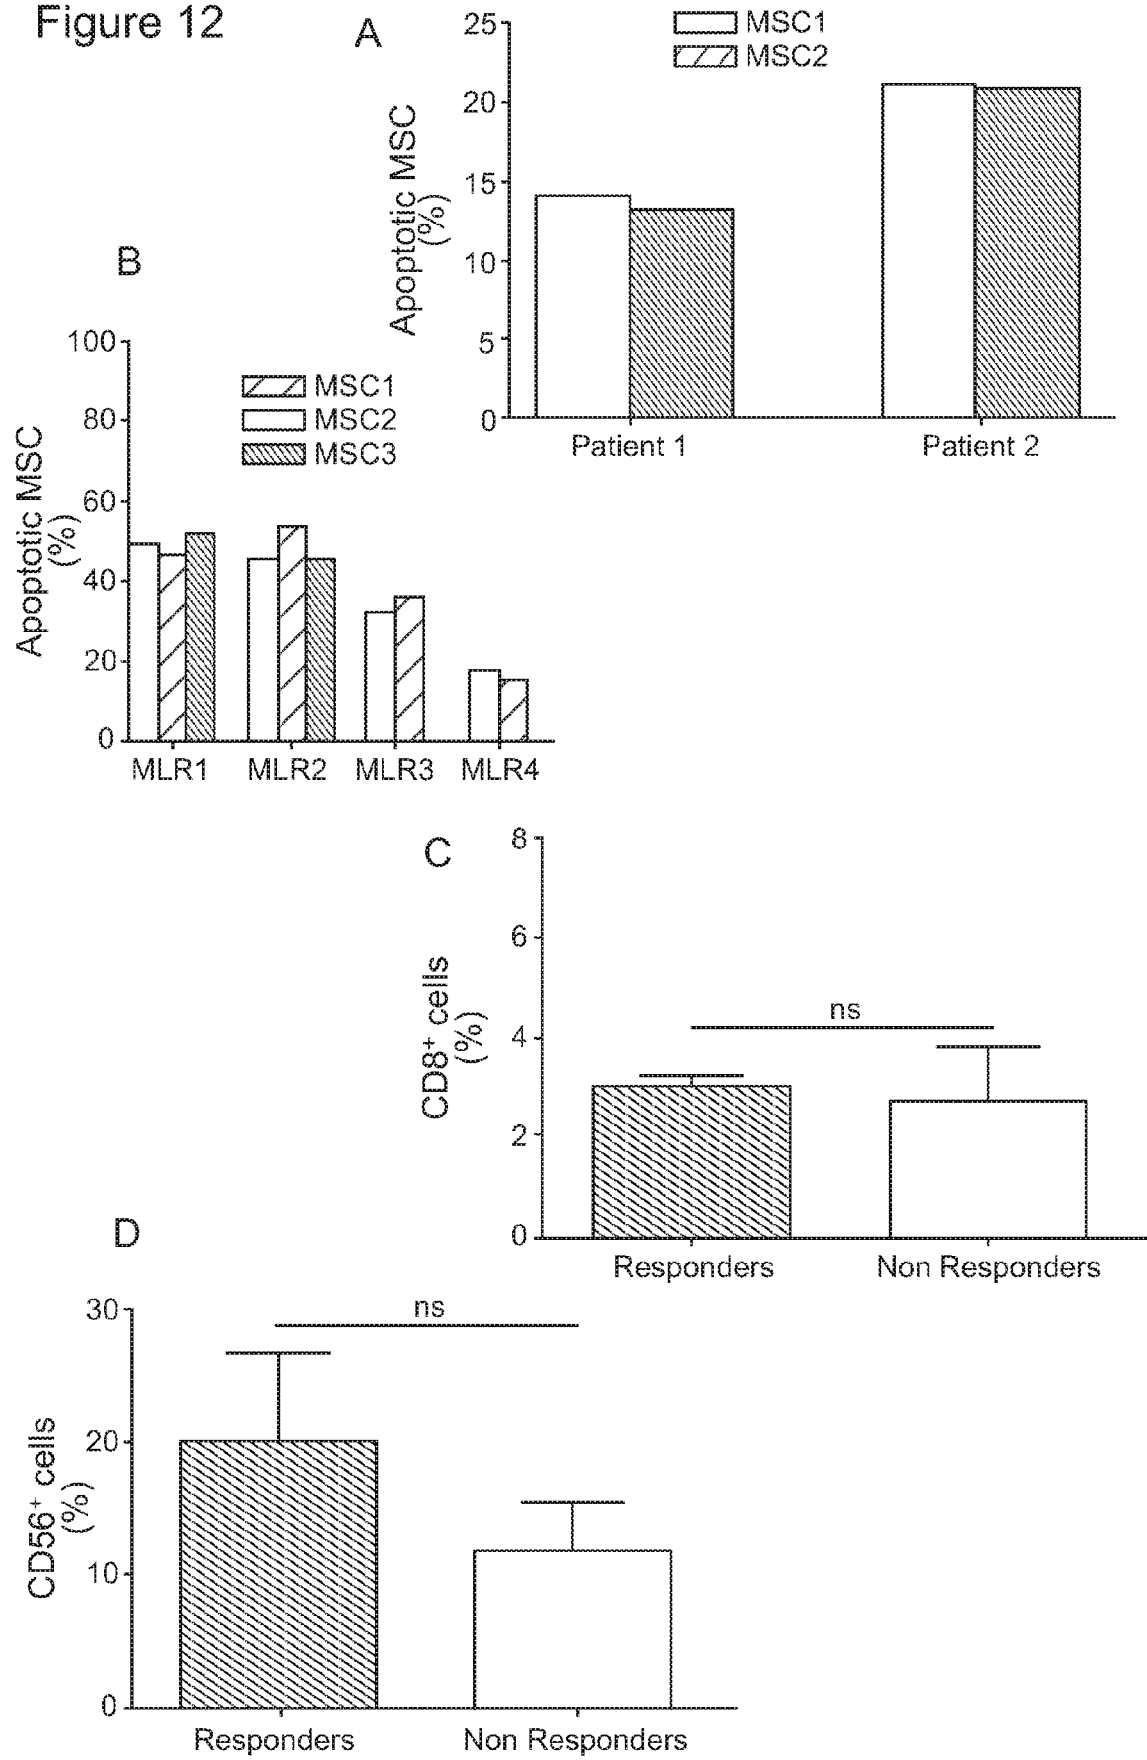 Figure 12
A
MSC1
MSC2
Apoptotic MSC
(%)
25
20
15
10
5
0
Patient 1
Patient 2
B
MSC1
MSC2
MSC3
Apoptotic MSC
(%)
100
80
60
40
20
0
MLR1
MLR2
MLR3
MLR4
C
ns
CD8+ cells
(%)
8
6
4
2
0
Responders
Non Responders
D
ns
CD56+ cells
(%)
30
20
10
0
Responders
Non Responders